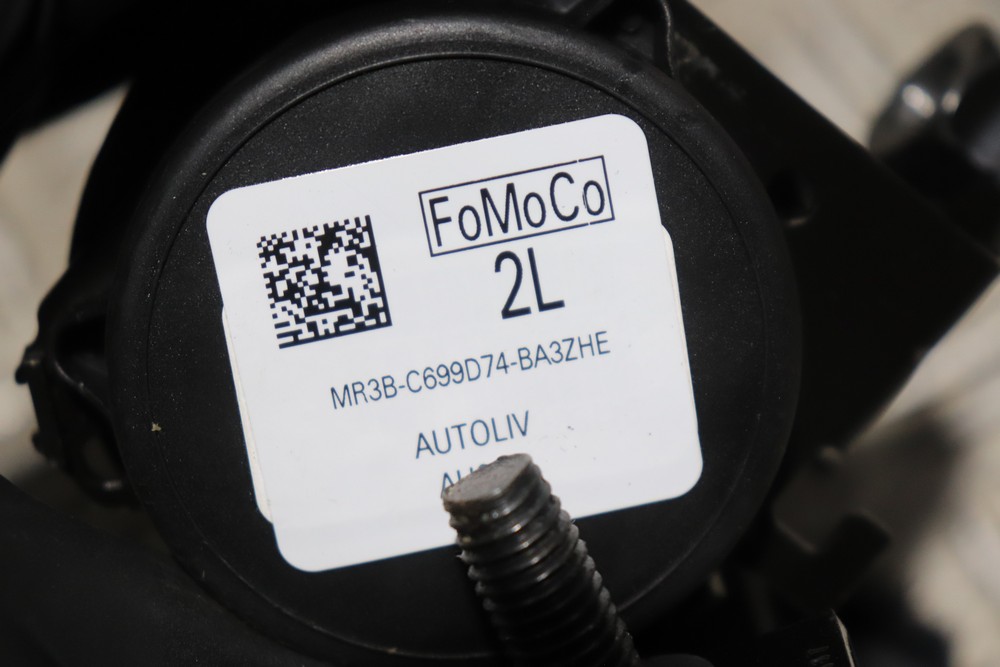 FoMoCo
2L
MR3B-C699D74-BA3ZHE
AUTOLIV